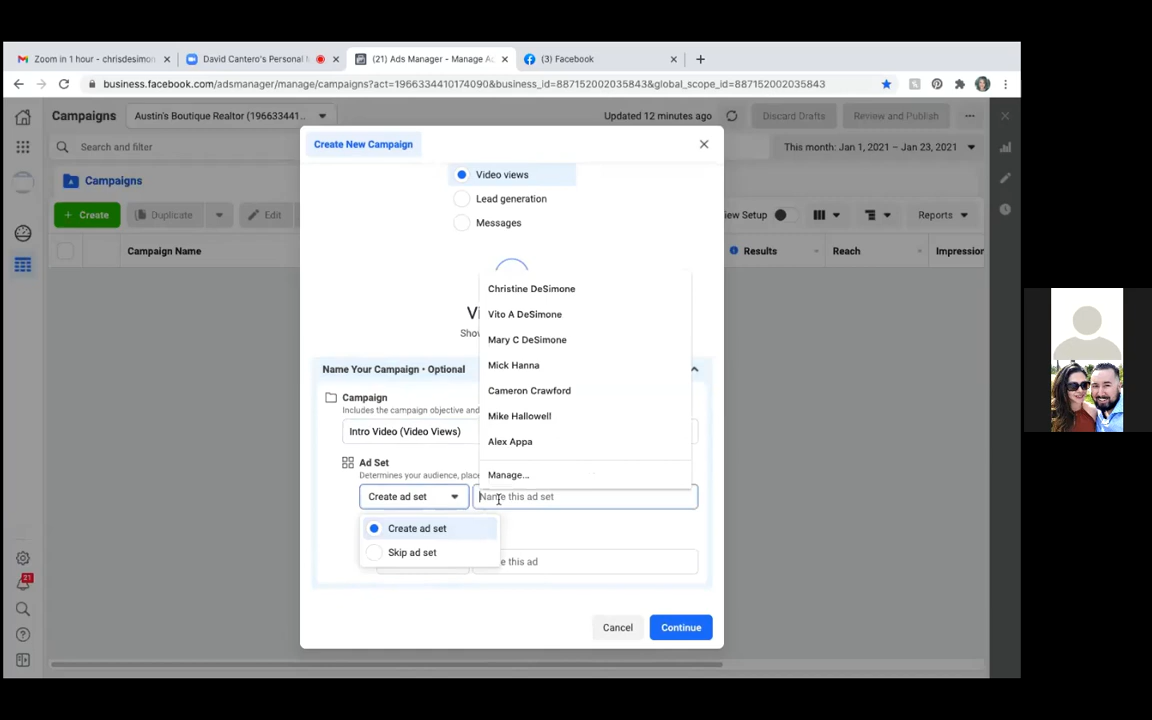 Zoom in 1 hour - chrisdesimon
David Cantero's Personal
(21) Ads Manager - Manage A
(3) Facebook
business.facebook.com/adsmanager/manage/campaigns?act=1966334410174090&business_id=887152002035843&global_scope_id=887152002035843
Campaigns
Austin's Boutique Realtor (196633441...
Updated 12 minutes ago
Discard Drafts
Review and Publish
Create New Campaign
Search and filter
This month: Jan 1, 2021 – Jan 23, 2021
Video views
Campaigns
Lead generation
+ Create
Duplicate
Edit
Messages
Setup
Reports
Campaign Name
Results
Reach
Impression
Christine DeSimone
Vito A DeSimone
Mary C DeSimone
Mick Hanna
Name Your Campaign • Optional
Cameron Crawford
Campaign
Includes the campaign objective and
Mike Hallowell
Intro Video (Video Views)
Alex Appa
Ad Set
Determines your audience, place
Manage...
Create ad set
Name this ad set
Create ad set
Skip ad set
this ad
Cancel
Continue
21